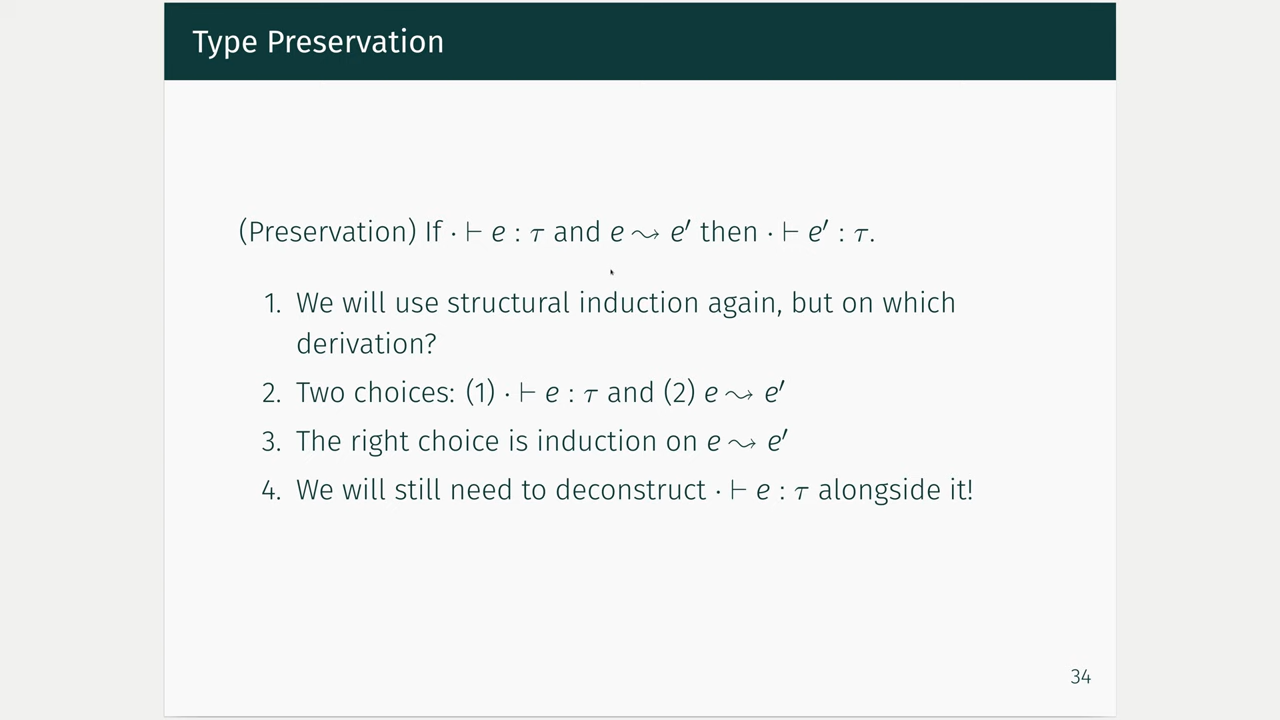 Type Preservation
(Preservation) If · ⊢ e : τ and e ⇝ e′ then · ⊢ e′ : τ.
1. We will use structural induction again, but on which
derivation?
2. Two choices: (1) · ⊢ e : τ and (2) e ⇝ e′
3. The right choice is induction on e ⇝ e′
4. We will still need to deconstruct · ⊢ e : τ alongside it!
34